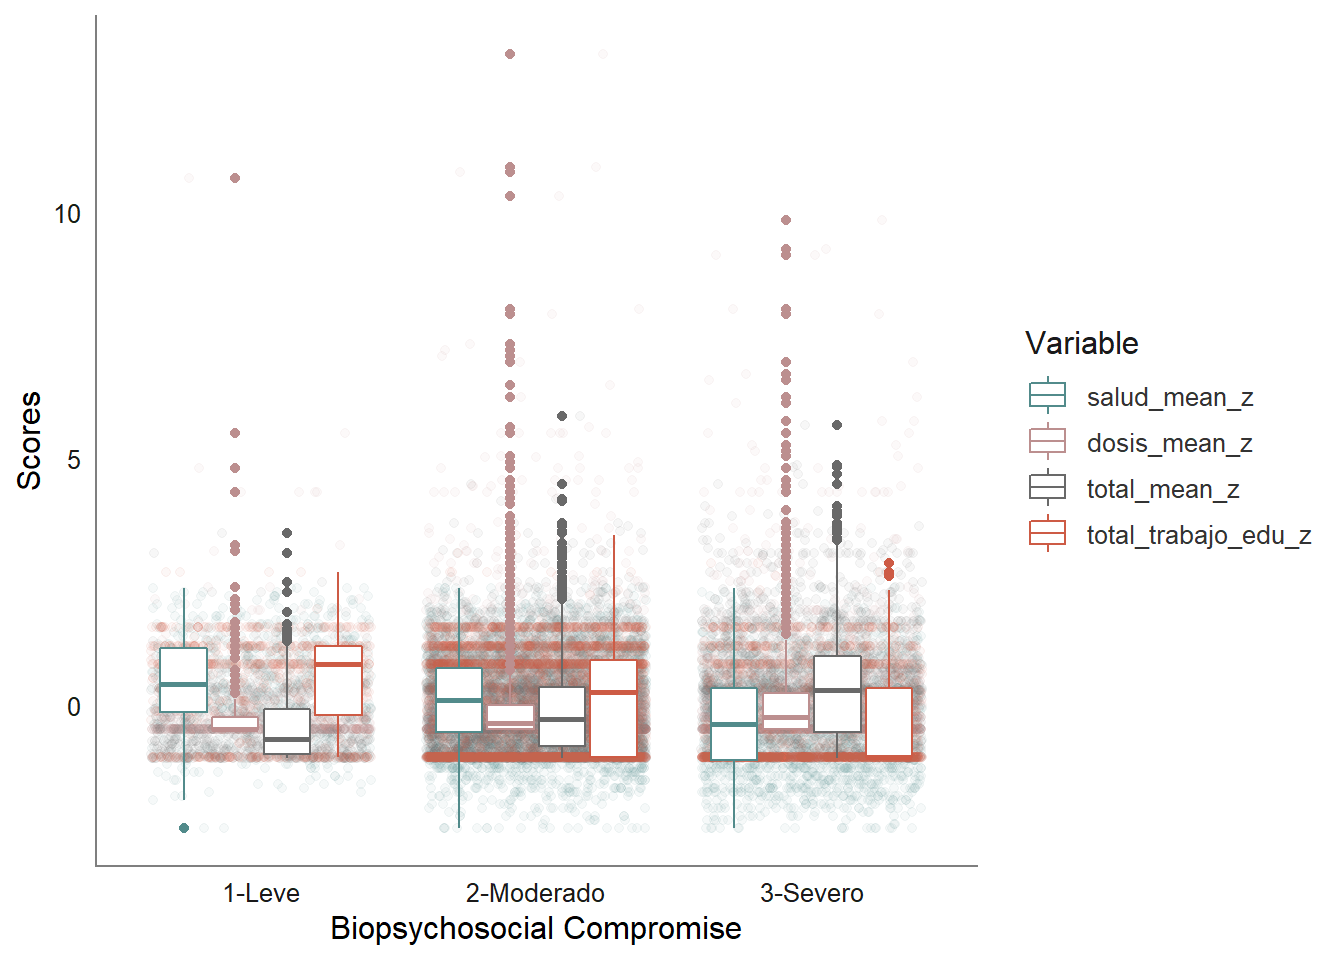 Scores
10
5
0
1-Leve
2-Moderado
3-Severo
Biopsychosocial Compromise
Variable
salud_mean_z
dosis_mean_z
total_mean_z
total_trabajo_edu_z